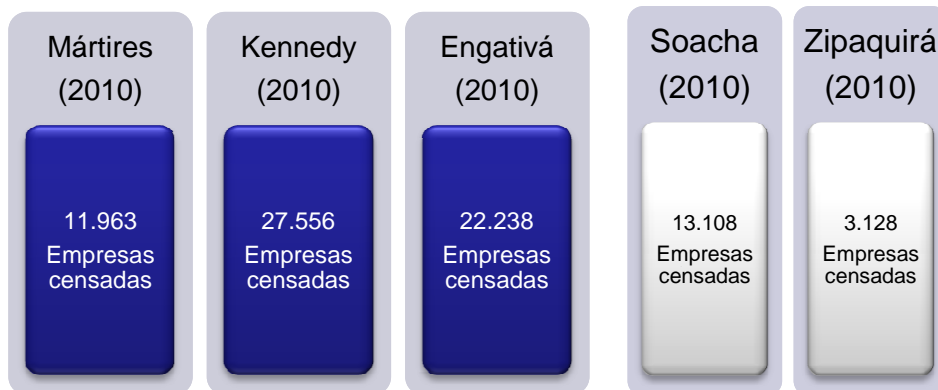 Mártires
(2010)
11.963
Empresas
censadas
Kennedy
(2010)
27.556
Empresas
censadas
Engativá
(2010)
22.238
Empresas
censadas
Soacha
(2010)
13.108
Empresas
censadas
Zipaquirá
(2010)
3.128
Empresas
censadas